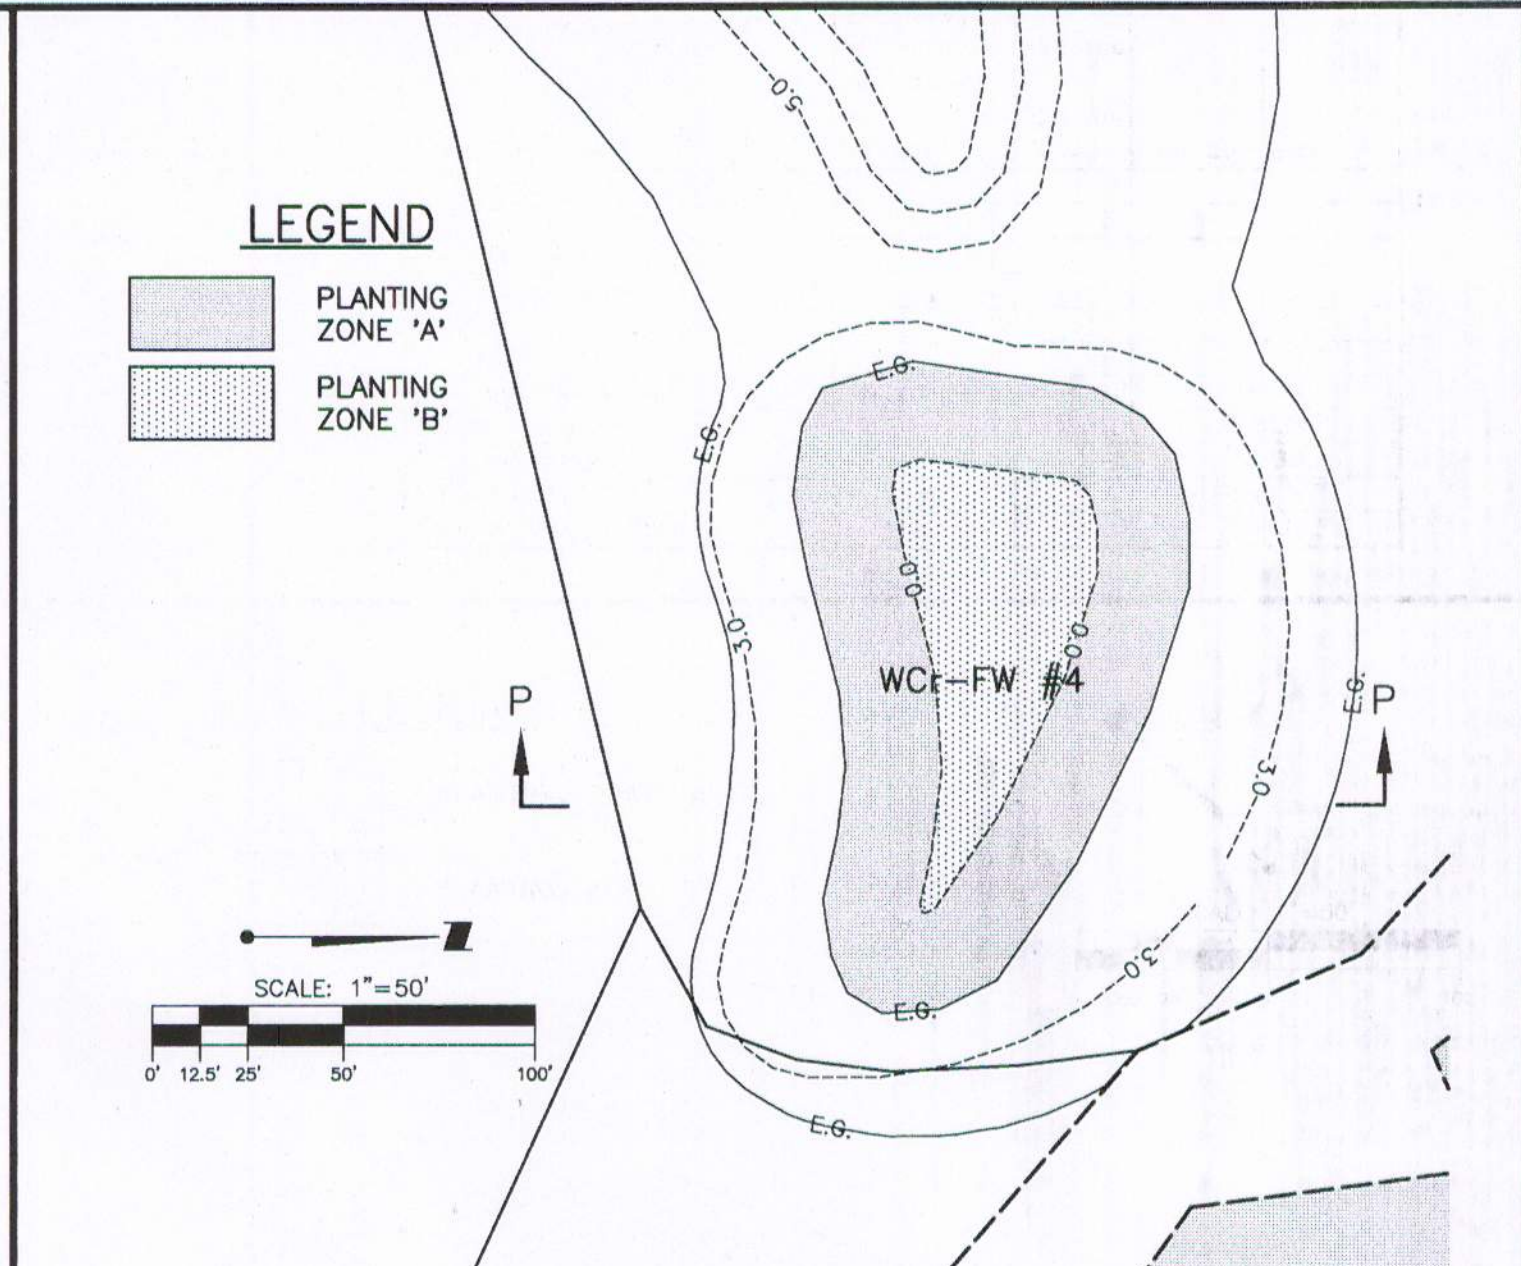 5.0
LEGEND
PLANTING
ZONE 'A'
PLANTING
ZONE 'B'
E.G.
E.G.
0.0
0.0
3.0
WCr-FW #4
P
E.G.
P
3.0
3.0
E.G.
SCALE: 1"=50'
0' 12.5' 25' 50' 100'
E.G.